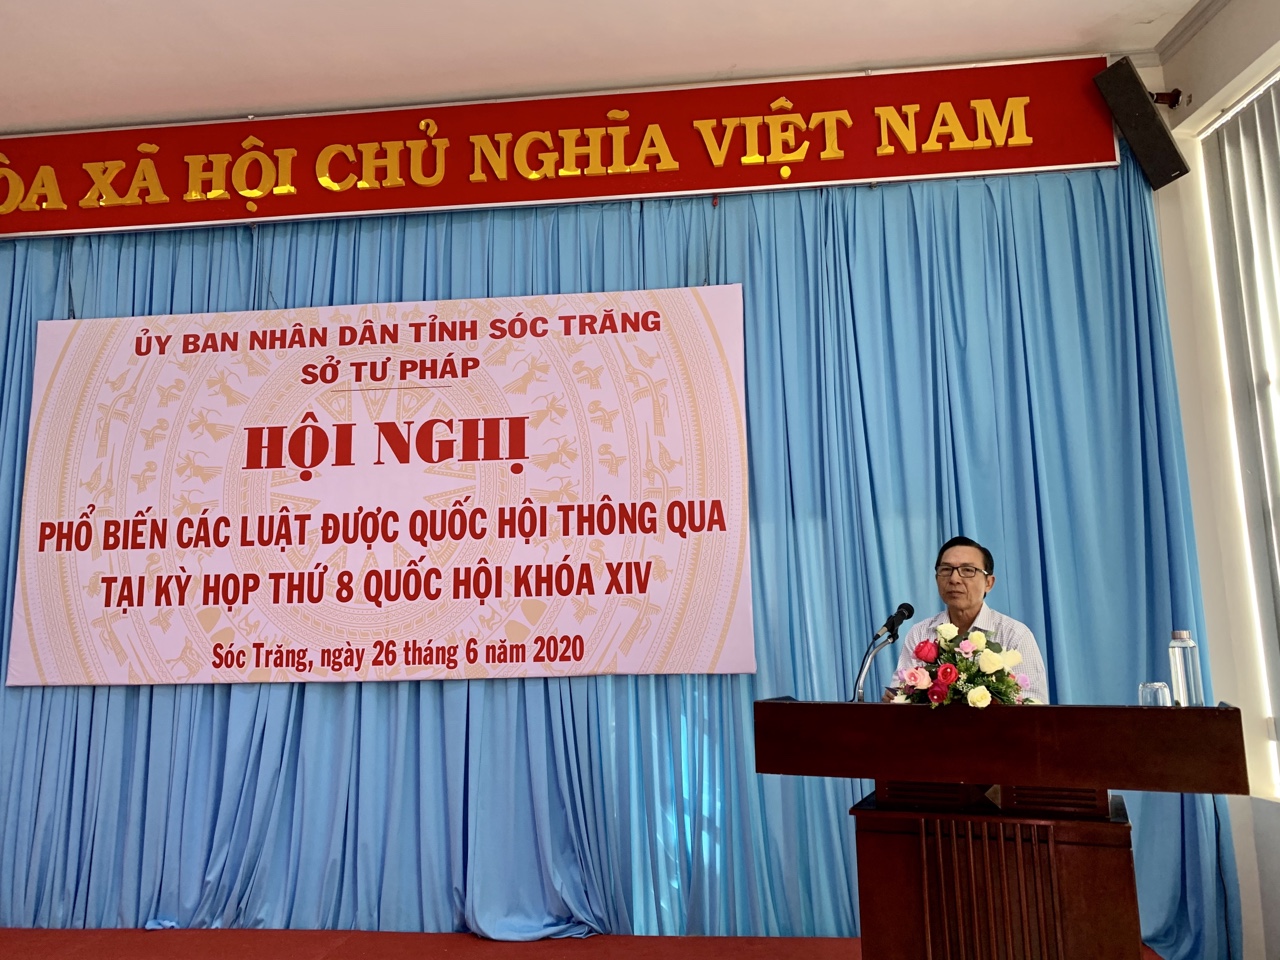 ÒA XÃ HỘI CHỦ NGHĨA VIỆT NAM
ỦY BAN NHÂN DÂN TỈNH SÓC TRĂNG
SỞ TƯ PHÁP
HỘI NGHỊ
PHỔ BIẾN CÁC LUẬT ĐƯỢC QUỐC HỘI THÔNG QUA
TẠI KỲ HỌP THỨ 8 QUỐC HỘI KHÓA XIV
Sóc Trăng, ngày 26 tháng 6 năm 2020